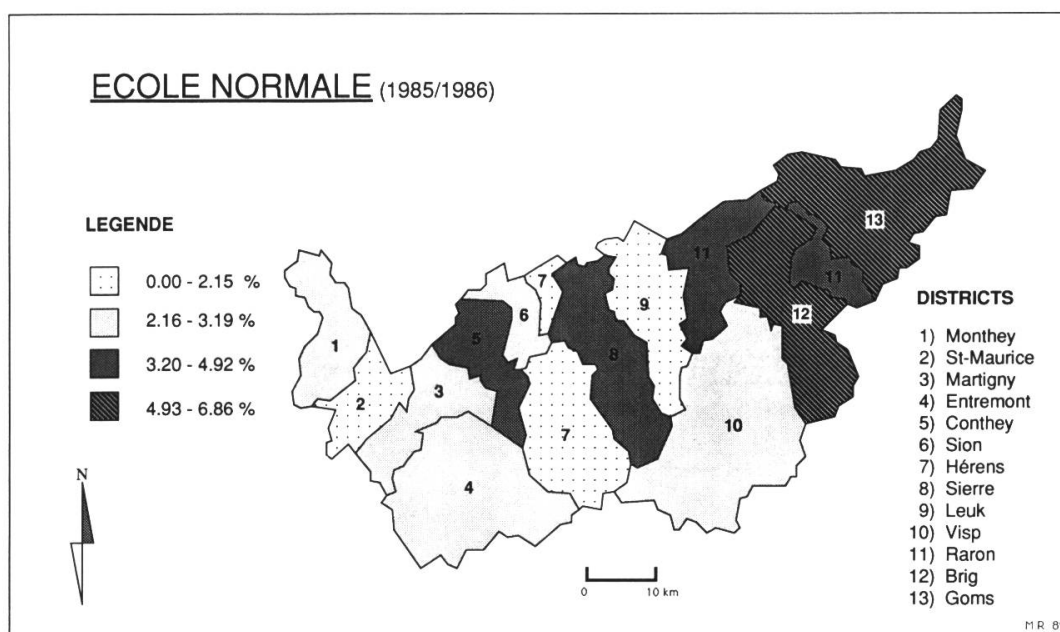 ECOLE NORMALE (1985/1986)
LEGENDE
0.00 - 2.15 %
2.16 - 3.19 %
3.20 - 4.92 %
4.93 - 6.86 %
N
1
2
3
4
5
6
7
7
8
9
10
11
11
12
13
0 10 km
DISTRICTS
1) Monthey
2) St-Maurice
3) Martigny
4) Entremont
5) Conthey
6) Sion
7) Hérens
8) Sierre
9) Leuk
10) Visp
11) Raron
12) Brig
13) Goms
MR 8